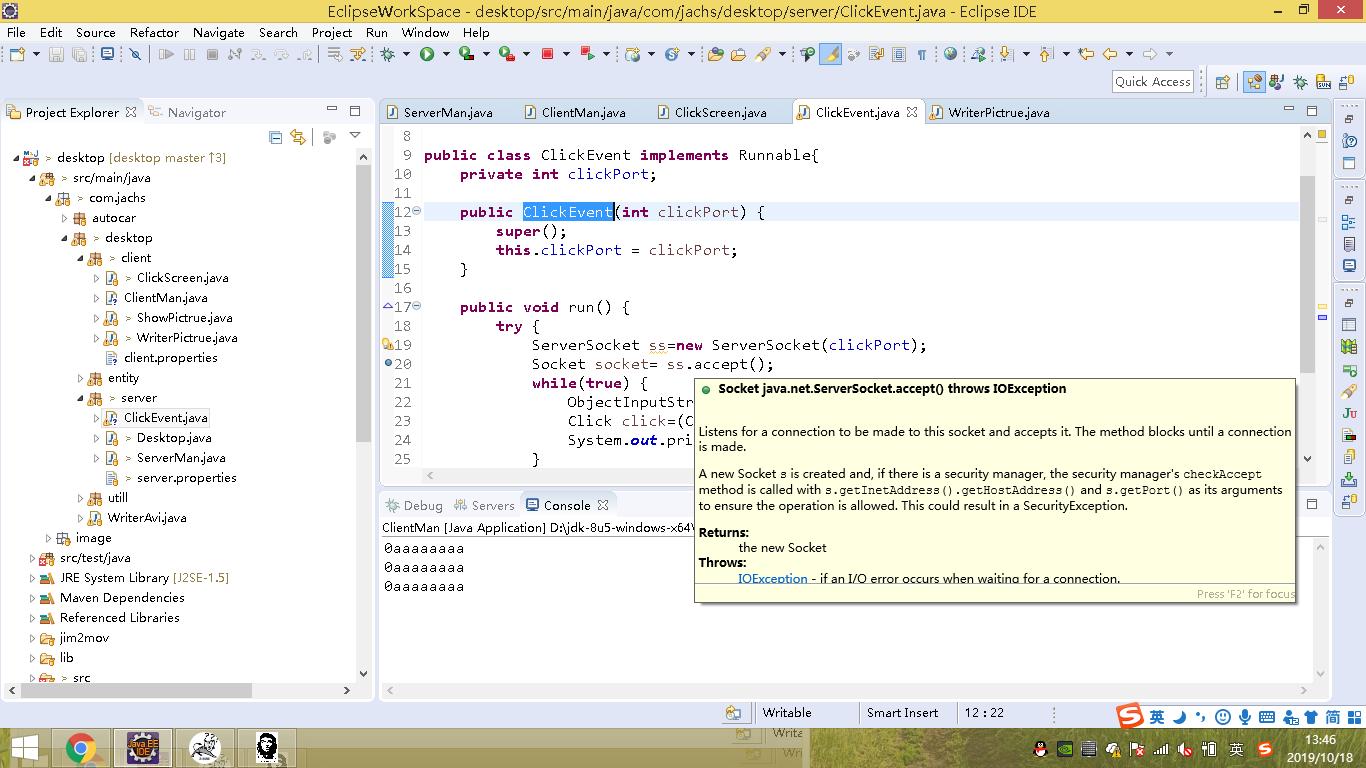 EclipseWorkSpace - desktop/src/main/java/com/jachs/desktop/server/ClickEvent.java - Eclipse IDE
File Edit Source Refactor Navigate Search Project Run Window Help
Quick Access
Project Explorer Navigator
> desktop [desktop master ↑3]
> src/main/java
> com.jachs
autocar
> desktop
> client
> ClickScreen.java
ClientMan.java
> ShowPictrue.java
> WriterPictrue.java
client.properties
entity
> server
ClickEvent.java
> Desktop.java
> ServerMan.java
> server.properties
utill
WriterAvi.java
image
src/test/java
JRE System Library [J2SE-1.5]
Maven Dependencies
Referenced Libraries
jim2mov
lib
> src
ServerMan.java ClientMan.java ClickScreen.java ClickEvent.java WriterPictrue.java
8
9 public class ClickEvent implements Runnable{
10 private int clickPort;
11
12 public ClickEvent(int clickPort) {
13 super();
14 this.clickPort = clickPort;
15 }
16
17 public void run() {
18 try {
19 ServerSocket ss=new ServerSocket(clickPort);
20 Socket socket= ss.accept();
21 while(true) {
22 ObjectInputStr
23 Click click=(C
24 System.out.pri
25 }
Socket java.net.ServerSocket.accept() throws IOException
Listens for a connection to be made to this socket and accepts it. The method blocks until a connection
is made.
A new Socket s is created and, if there is a security manager, the security manager's checkAccept
method is called with s.getInetAddress().getHostAddress() and s.getPort() as its arguments
to ensure the operation is allowed. This could result in a SecurityException.
Returns:
the new Socket
Throws:
IOException - if an I/O error occurs when waiting for a connection.
Press 'F2' for focus
Debug Servers Console
ClientMan [Java Application] D:\jdk-8u5-windows-x64\
0aaaaaaaa
0aaaaaaaa
0aaaaaaaa
Writable Smart Insert 12 : 22
英 简
Java EE
IDE
英
13:46
2019/10/18